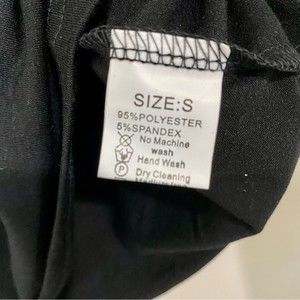 SIZE:S
95%POLYESTER
5%SPANDEX
No Machine
wash
Hand Wash
P Dry Cleaning